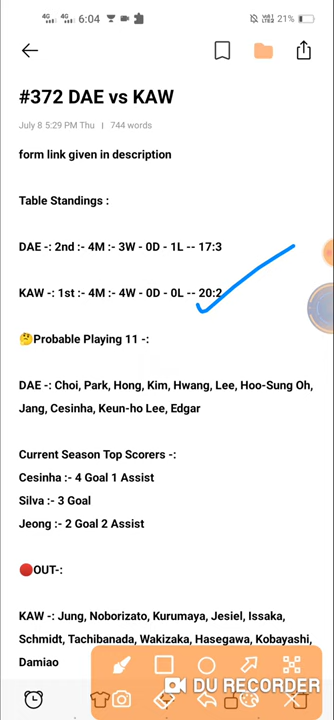 4G 4G 6:04 21%
#372 DAE vs KAW
July 8 5:29 PM Thu | 744 words
form link given in description
Table Standings :
DAE -: 2nd :- 4M :- 3W - 0D - 1L -- 17:3
KAW -: 1st :- 4M :- 4W - 0D - 0L -- 20:2
🤔Probable Playing 11 -:
DAE -: Choi, Park, Hong, Kim, Hwang, Lee, Hoo-Sung Oh,
Jang, Cesinha, Keun-ho Lee, Edgar
Current Season Top Scorers -:
Cesinha :- 4 Goal 1 Assist
Silva :- 3 Goal
Jeong :- 2 Goal 2 Assist
🔴OUT-:
KAW -: Jung, Noborizato, Kurumaya, Jesiel, Issaka,
Schmidt, Tachibanada, Wakizaka, Hasegawa, Kobayashi,
Damiao
DU RECORDER